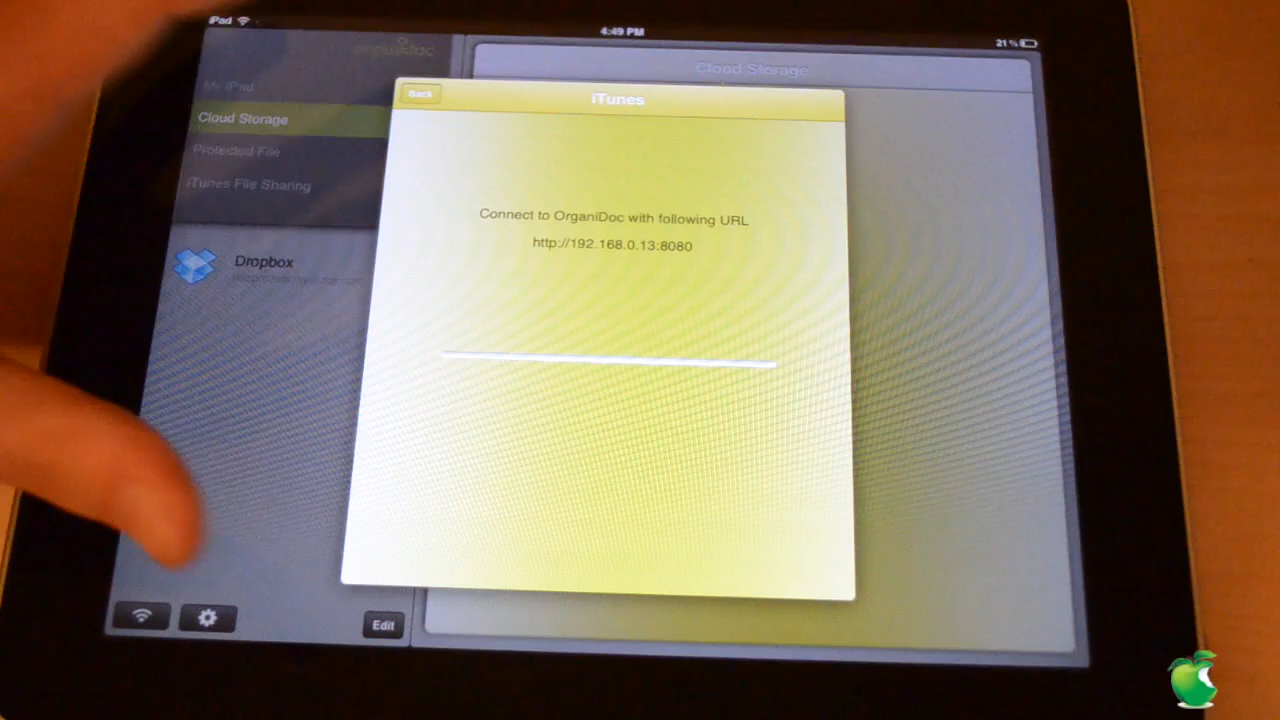 iPad
4:49 PM
21 %
organidoc
Cloud Storage
My iPad
Back
iTunes
Cloud Storage
Protected File
iTunes File Sharing
Connect to OrganiDoc with following URL
http://192.168.0.13:8080
Dropbox
Edit